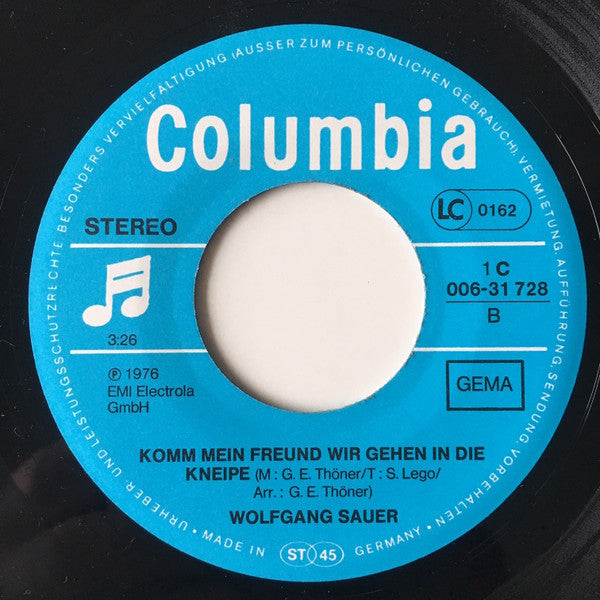 URHEBER- UND LEISTUNGSSCHUTZRECHTE BESONDERS VERVIELFÄLTIGUNG (AUSSER ZUM PERSÖNLICHEN GEBRAUCH), VERMIETUNG, AUFFÜHRUNG, SENDUNG, VORBEHALTEN
Columbia
STEREO
LC 0162
1 C
006-31 728
B
3:26
℗ 1976
EMI Electrola
GmbH
GEMA
KOMM MEIN FREUND WIR GEHEN IN DIE
KNEIPE (M : G. E. Thöner/T : S. Lego/
Arr. : G. E. Thöner)
WOLFGANG SAUER
• MADE IN ST 45 GERMANY •